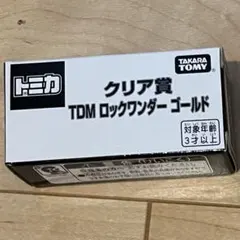 トミカ
TAKARA TOMY
クリア賞
TDM ロックワンダー ゴールド
対象年齢
3才以上